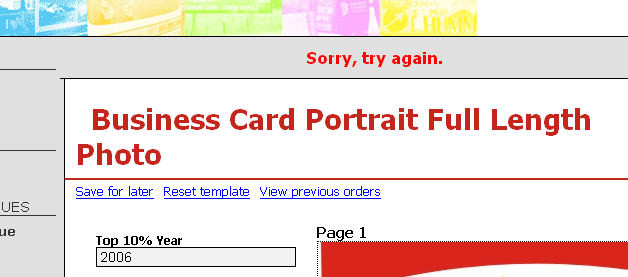 CHUMM
Sorry, try again.
Business Card Portrait Full Length
Photo
UES
Save for later Reset template View previous orders
ue
Top 10% Year
Page 1
2006